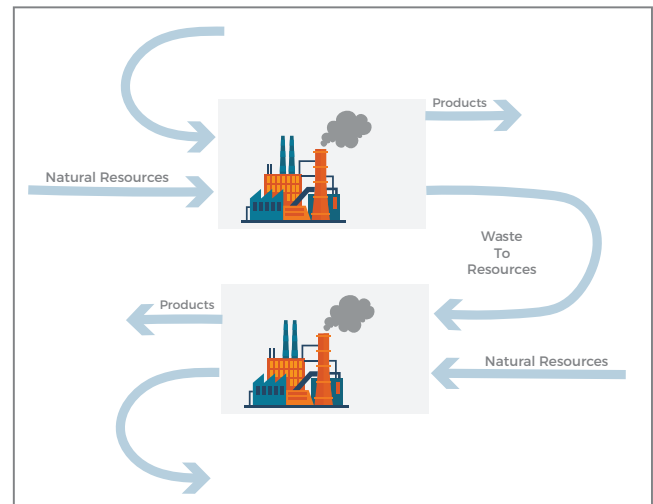 Products
Natural Resources
Waste
To
Resources
Products
Natural Resources